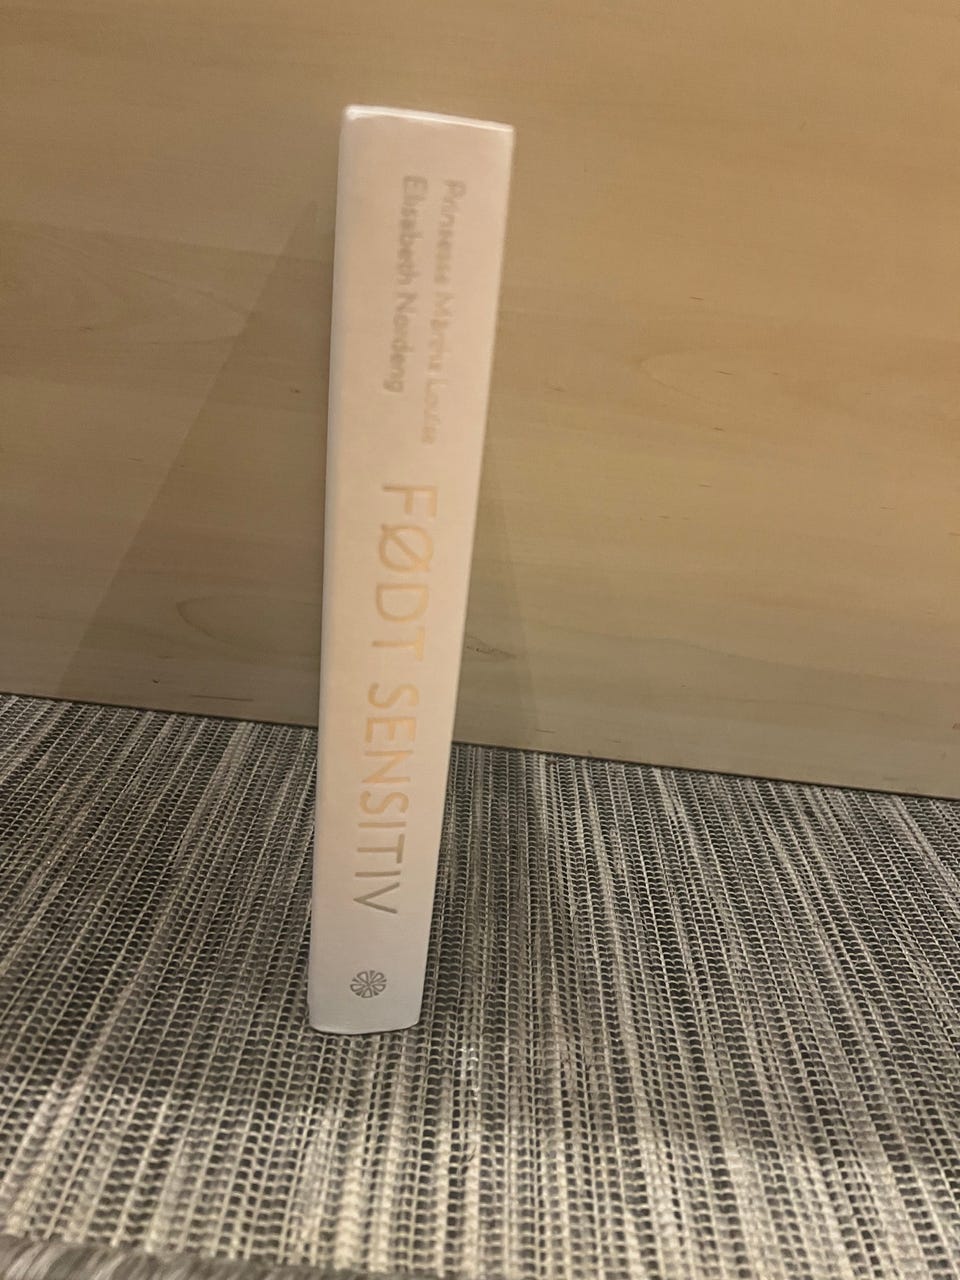 Prinsesse Märtha Louise
Elisabeth Nordeng
FØDT SENSITIV